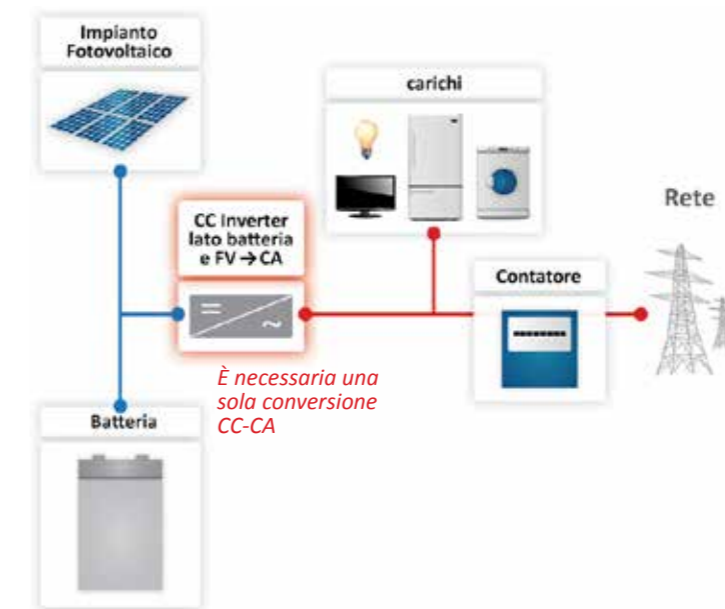 Impianto
Fotovoltaico
carichi
Rete
CC Inverter
lato batteria
e FV → CA
Contatore
È necessaria una
sola conversione
CC-CA
Batteria